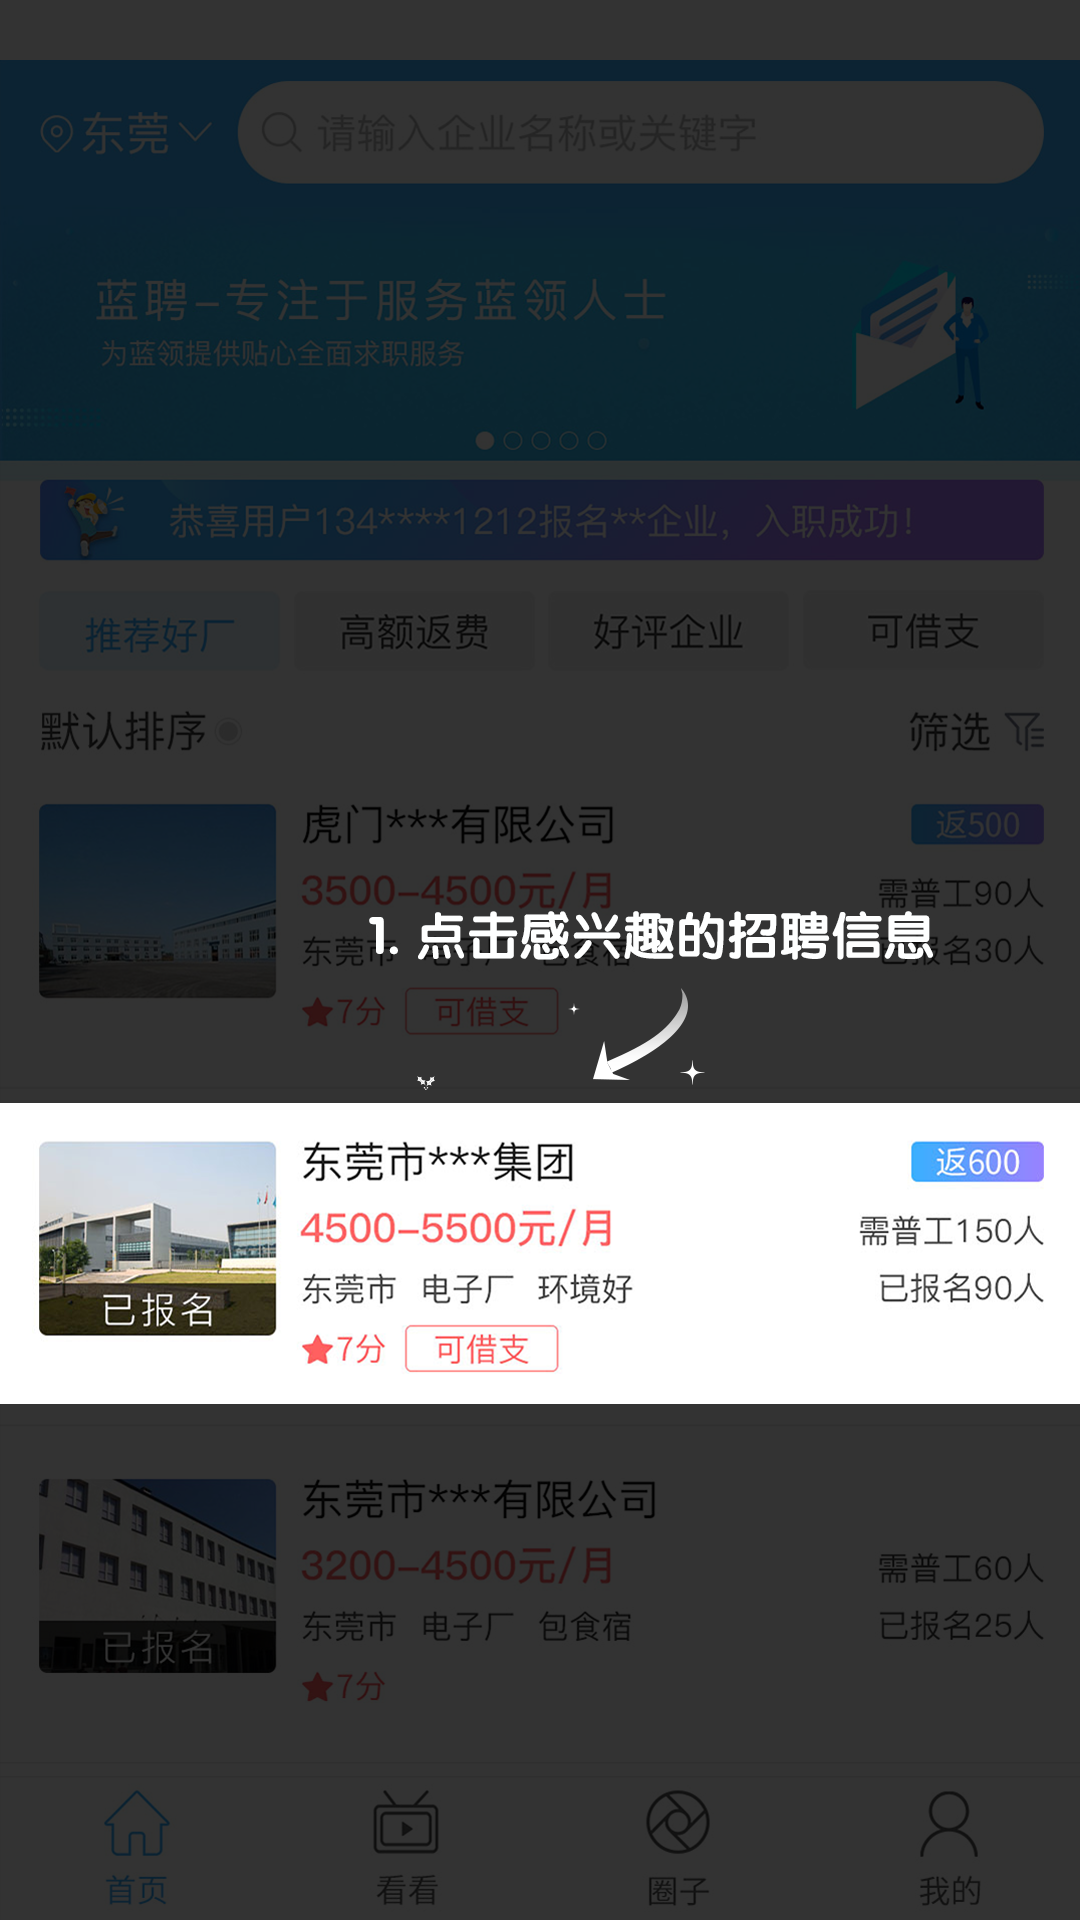 东莞
请输入企业名称或关键字
蓝聘-专注于服务蓝领人士
为蓝领提供贴心全面求职服务
恭喜用户134****1212报名**企业，入职成功！
推荐好厂 高额返费 好评企业 可借支
默认排序 筛选
虎门***有限公司 返500
3500-4500元/月 需普工90人
1. 点击感兴趣的招聘信息
东莞市 电子厂 包食宿 已报名30人
7分 可借支
东莞市***集团 返600
4500-5500元/月 需普工150人
东莞市 电子厂 环境好 已报名90人
已报名
7分 可借支
东莞市***有限公司
3200-4500元/月 需普工60人
东莞市 电子厂 包食宿 已报名25人
已报名
7分
首页 看看 圈子 我的